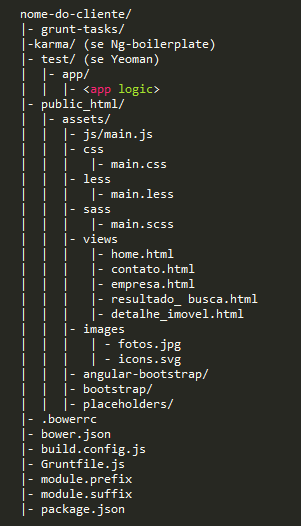 nome-do-cliente/
|- grunt-tasks/
|-karma/ (se Ng-boilerplate)
|- test/ (se Yeoman)
|  |- app/
|  |  |- <app logic>
|- public_html/
|  |- assets/
|  |  |- js/main.js
|  |  |- css
|  |  |  |- main.css
|  |  |- less
|  |  |  |- main.less
|  |  |- sass
|  |  |  |- main.scss
|  |  |- views
|  |  |  |- home.html
|  |  |  |- contato.html
|  |  |  |- empresa.html
|  |  |  |- resultado_ busca.html
|  |  |  |- detalhe_imovel.html
|  |  |- images
|  |  |  | - fotos.jpg
|  |  |  | - icons.svg
|  |  |- angular-bootstrap/
|  |  |- bootstrap/
|  |  |- placeholders/
|- .bowerrc
|- bower.json
|- build.config.js
|- Gruntfile.js
|- module.prefix
|- module.suffix
|- package.json